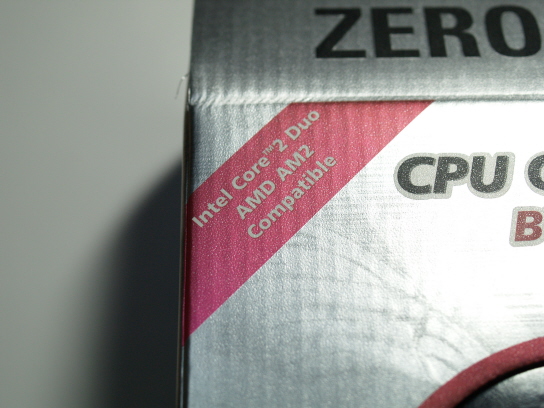 ZERO
Intel Core™2 Duo
AMD AM2
Compatible
CPU